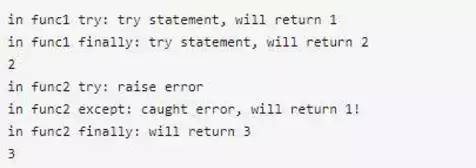 in func1 try: try statement, will return 1
in func1 finally: try statement, will return 2
2
in func2 try: raise error
in func2 except: caught error, will return 1!
in func2 finally: will return 3
3